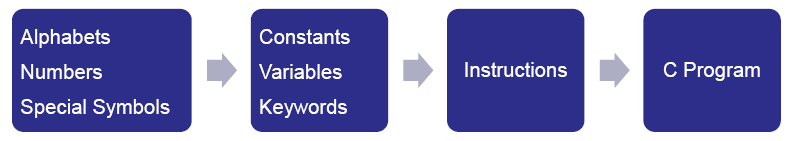 Alphabets
Numbers
Special Symbols
Constants
Variables
Keywords
Instructions
C Program